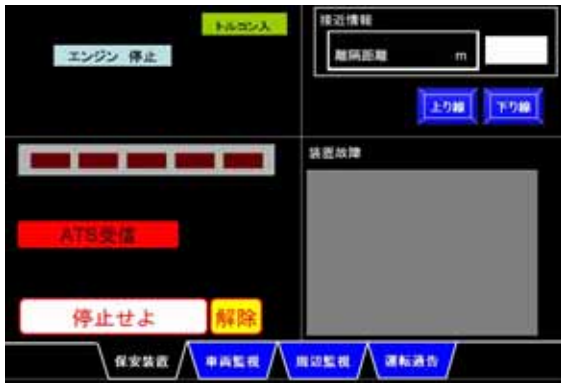 トルコン入
エンジン 停止
接近情報
離隔距離 m
上り線 下り線
ATS受信
停止せよ 解除
装置故障
保安装置 車両監視 周辺監視 運転通告